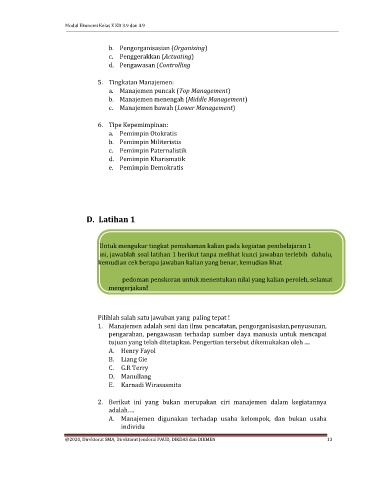 Modul Ekonomi Kelas X KD 3.9 dan 4.9
b. Pengorganisasian (Organizing)
c. Penggerakkan (Actuating)
d. Pengawasan (Controlling
5. Tingkatan Manajemen:
a. Manajemen puncak (Top Management)
b. Manajemen menengah (Middle Management)
c. Manajemen bawah (Lower Management)
6. Tipe Kepemimpinan:
a. Pemimpin Otokratis
b. Pemimpin Militeristis
c. Pemimpin Paternalistik
d. Pemimpin Kharismatik
e. Pemimpin Demokratis
D. Latihan 1
Untuk mengukur tingkat pemahaman kalian pada kegiatan pembelajaran 1
ini, jawablah soal latihan 1 berikut tanpa melihat kunci jawaban terlebih dahulu,
kemudian cek berapa jawaban kalian yang benar, kemudian lihat
pedoman penskoran untuk menentukan nilai yang kalian peroleh, selamat
mengerjakan!!
Pilihlah salah satu jawaban yang paling tepat !
1. Manajemen adalah seni dan ilmu pencatatan, pengorganisasian,penyusunan,
pengarahan, pengawasan terhadap sumber daya manusia untuk mencapai
tujuan yang telah ditetapkan. Pengertian tersebut dikemukakan oleh ....
A. Henry Fayol
B. Liang Gie
C. G.R Terry
D. Manullang
E. Karnadi Wirasasmita
2. Berikut ini yang bukan merupakan ciri manajemen dalam kegiatannya
adalah....
A. Manajemen digunakan terhadap usaha kelompok, dan bukan usaha
individu
@2020, Direktorat SMA, Direktorat Jenderal PAUD, DIKDAS dan DIKMEN 13